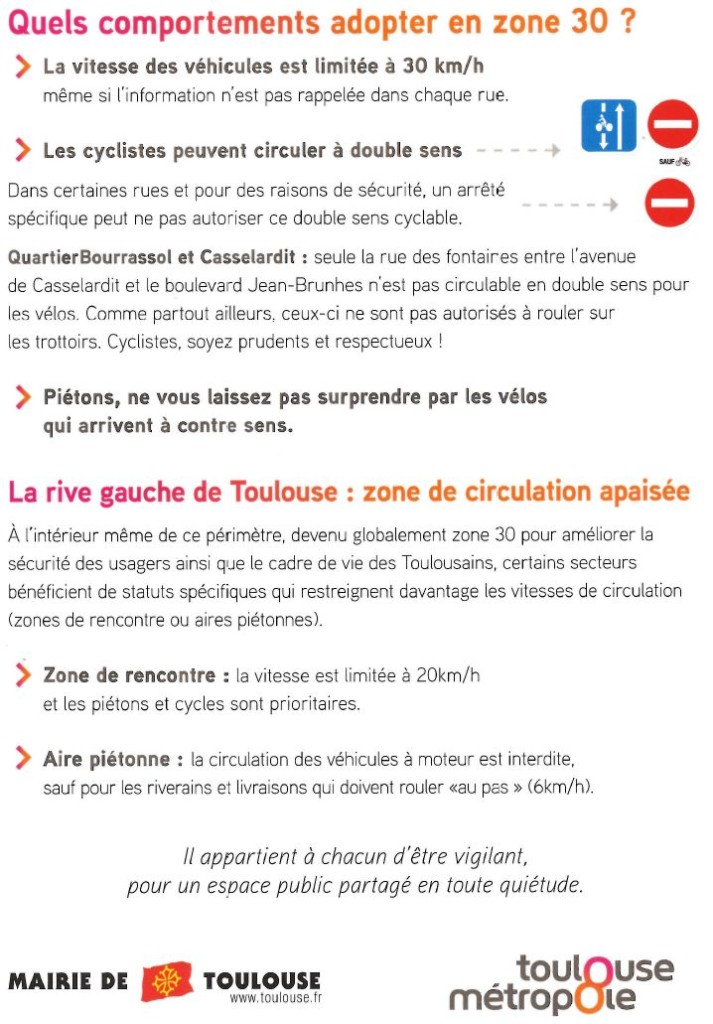 Quels comportements adopter en zone 30 ?
La vitesse des véhicules est limitée à 30 km/h
même si l'information n'est pas rappelée dans chaque rue.
Les cyclistes peuvent circuler à double sens
SAUF
Dans certaines rues et pour des raisons de sécurité, un arrêté
spécifique peut ne pas autoriser ce double sens cyclable.
QuartierBourrassol et Casselardit : seule la rue des fontaires entre l'avenue
de Casselardit et le boulevard Jean-Brunhes n'est pas circulable en double sens pour
les vélos. Comme partout ailleurs, ceux-ci ne sont pas autorisés à rouler sur
les trottoirs. Cyclistes, soyez prudents et respectueux !
Piétons, ne vous laissez pas surprendre par les vélos
qui arrivent à contre sens.
La rive gauche de Toulouse : zone de circulation apaisée
À l'intérieur même de ce périmètre, devenu globalement zone 30 pour améliorer la
sécurité des usagers ainsi que le cadre de vie des Toulousains, certains secteurs
bénéficient de statuts spécifiques qui restreignent davantage les vitesses de circulation
(zones de rencontre ou aires piétonnes).
Zone de rencontre : la vitesse est limitée à 20km/h
et les piétons et cycles sont prioritaires.
Aire piétonne : la circulation des véhicules à moteur est interdite,
sauf pour les riverains et livraisons qui doivent rouler «au pas » (6km/h).
Il appartient à chacun d'être vigilant,
pour un espace public partagé en toute quiétude.
MAIRIE DE TOULOUSE
www.toulouse.fr
toulouse
métropole